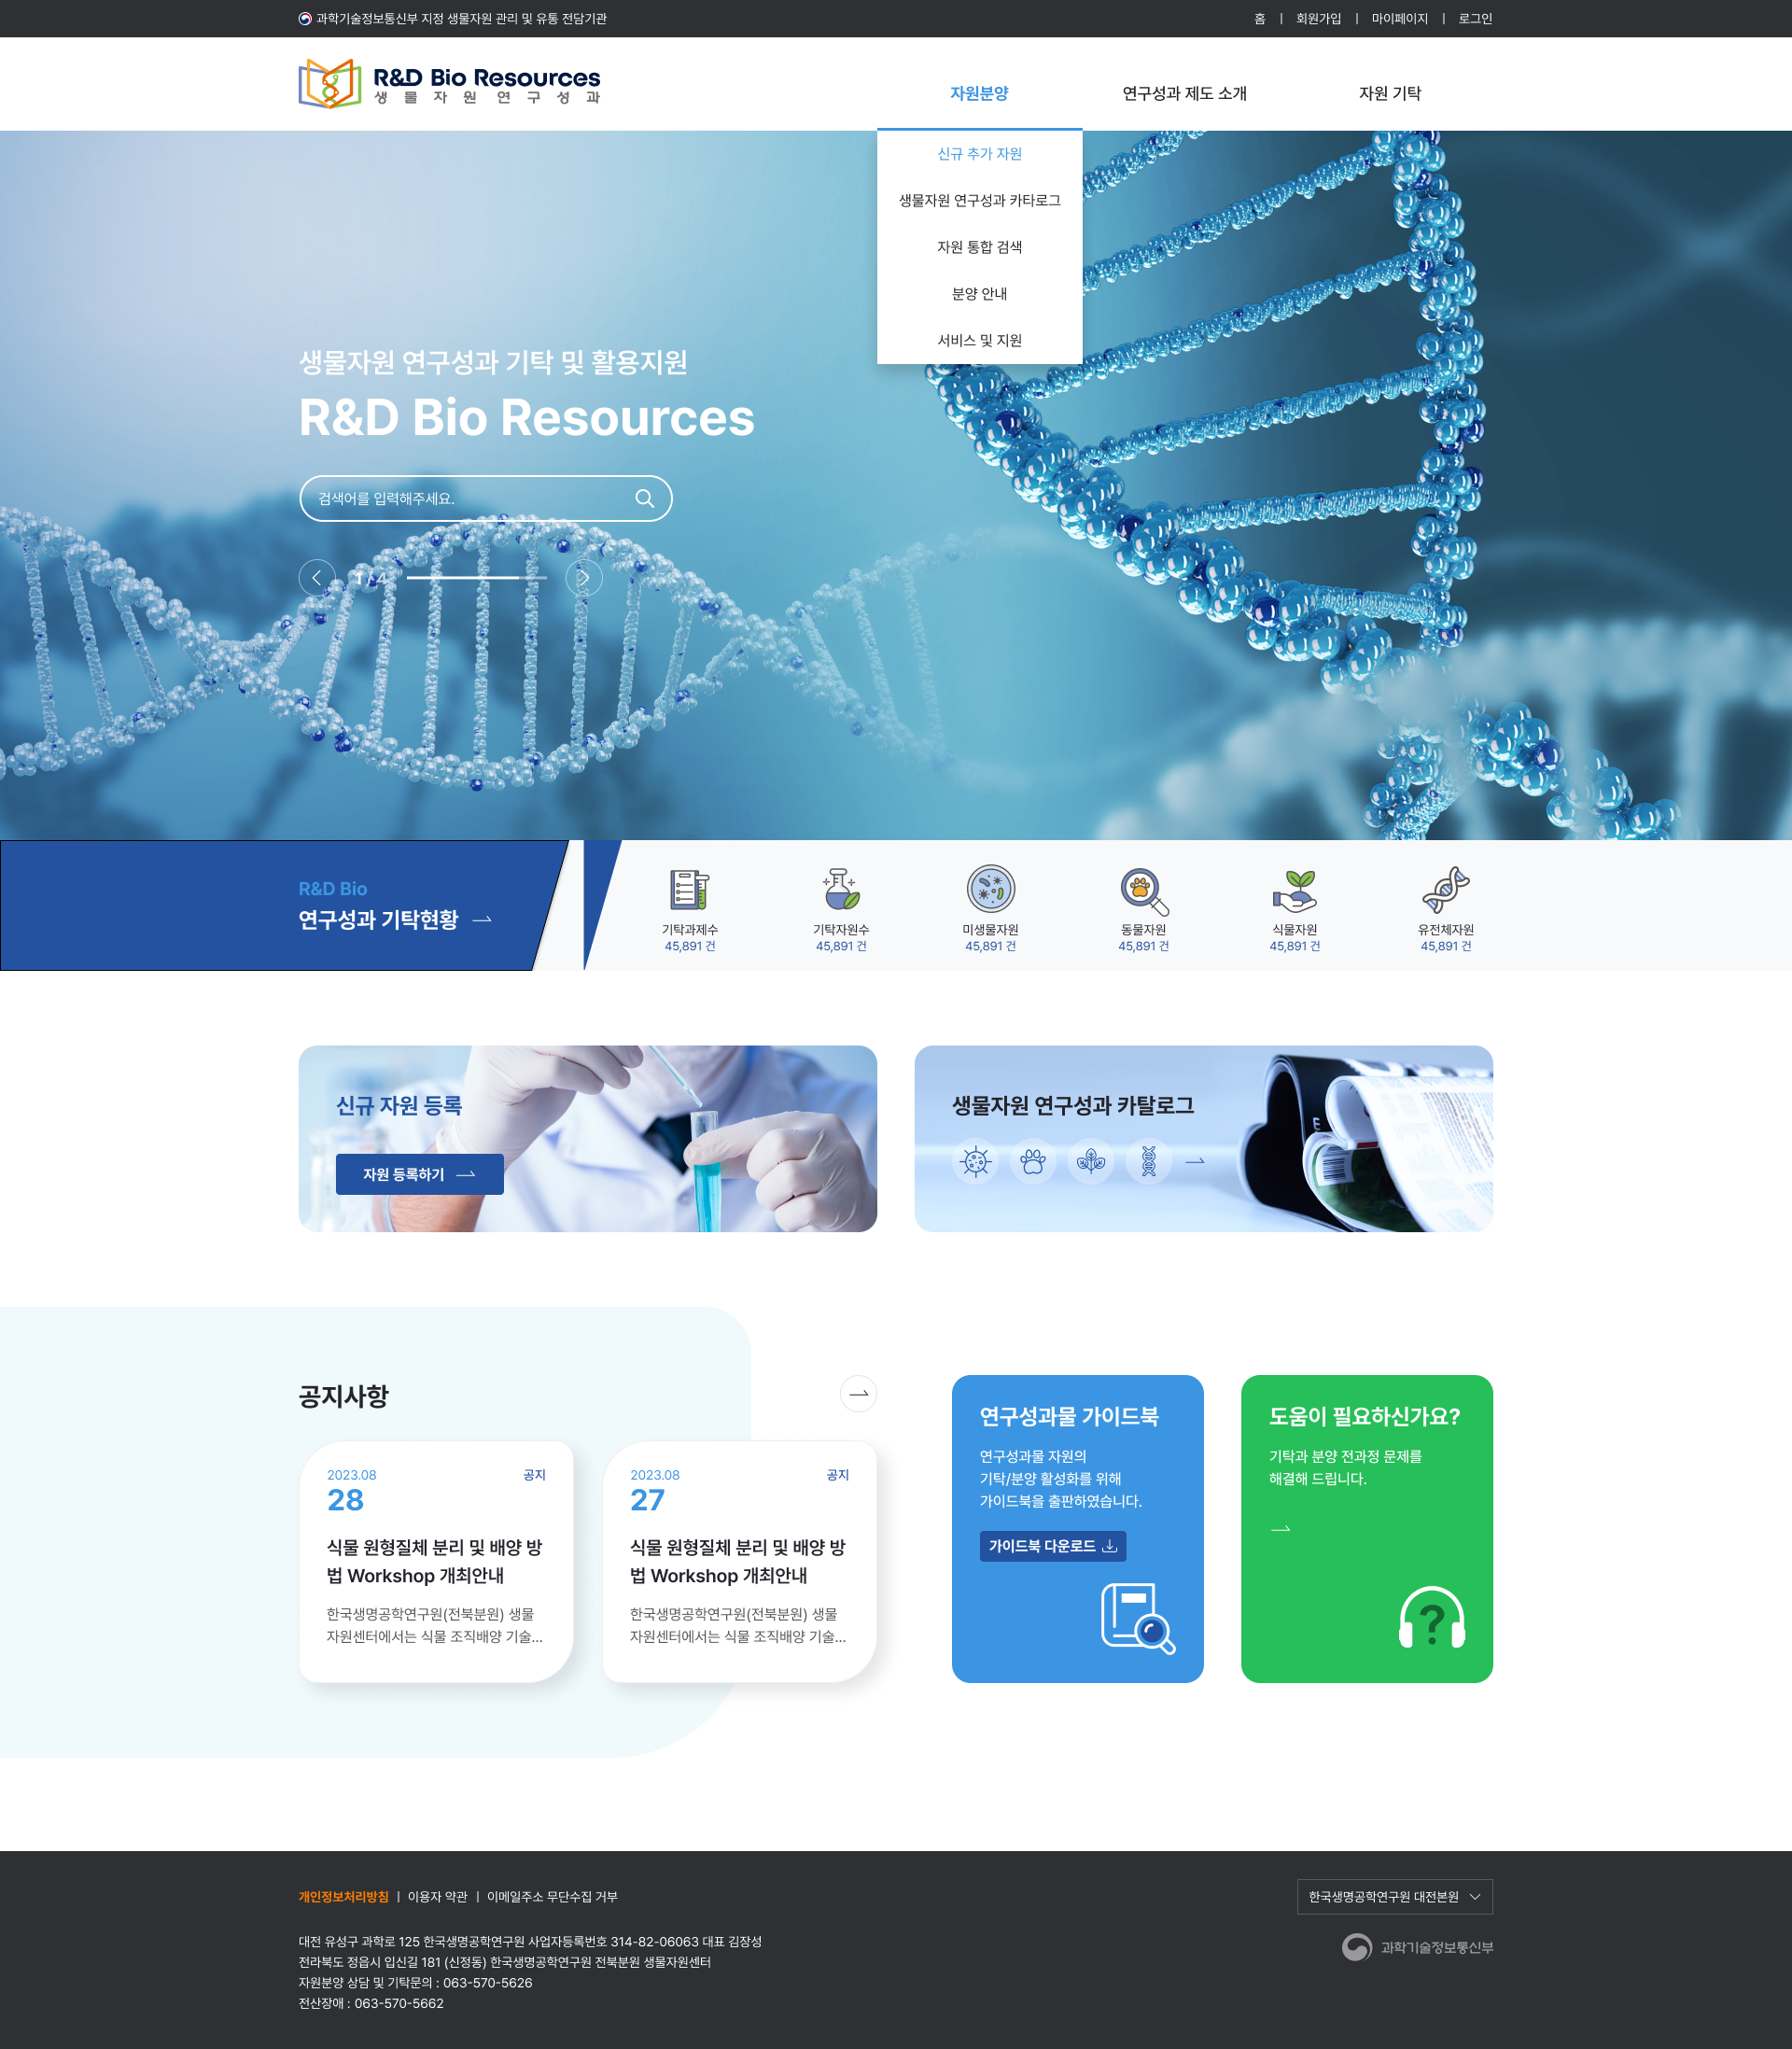 과학기술정보통신부 지정 생물자원 관리 및 유통 전담기관
홈 | 회원가입 | 마이페이지 | 로그인
R&D Bio Resources
생물자원연구성과
자원분양
연구성과 제도 소개
자원 기탁
신규 추가 자원
생물자원 연구성과 카타로그
자원 통합 검색
분양 안내
서비스 및 지원
생물자원 연구성과 기탁 및 활용지원
R&D Bio Resources
검색어를 입력해주세요.
1 / 4
R&D Bio
연구성과 기탁현황
기탁과제수
45,891 건
기탁자원수
45,891 건
미생물자원
45,891 건
동물자원
45,891 건
식물자원
45,891 건
유전체자원
45,891 건
신규 자원 등록
자원 등록하기
생물자원 연구성과 카탈로그
공지사항
2023.08
28
공지
식물 원형질체 분리 및 배양 방
법 Workshop 개최안내
한국생명공학연구원(전북분원) 생물
자원센터에서는 식물 조직배양 기술...
2023.08
27
공지
식물 원형질체 분리 및 배양 방
법 Workshop 개최안내
한국생명공학연구원(전북분원) 생물
자원센터에서는 식물 조직배양 기술...
연구성과물 가이드북
연구성과물 자원의
기탁/분양 활성화를 위해
가이드북을 출판하였습니다.
가이드북 다운로드
도움이 필요하신가요?
기탁과 분양 전과정 문제를
해결해 드립니다.
?
개인정보처리방침 | 이용자 약관 | 이메일주소 무단수집 거부
한국생명공학연구원 대전본원
대전 유성구 과학로 125 한국생명공학연구원 사업자등록번호 314-82-06063 대표 김장성
전라북도 정읍시 입신길 181 (신정동) 한국생명공학연구원 전북분원 생물자원센터
자원분양 상담 및 기탁문의 : 063-570-5626
전산장애 : 063-570-5662
과학기술정보통신부